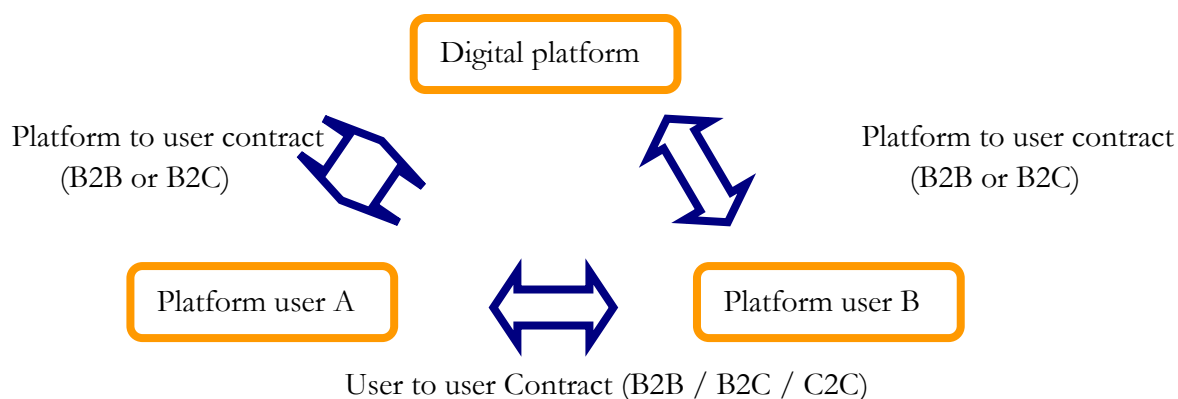 Digital platform
Platform to user contract
(B2B or B2C)
Platform to user contract
(B2B or B2C)
Platform user A
Platform user B
User to user Contract (B2B / B2C / C2C)